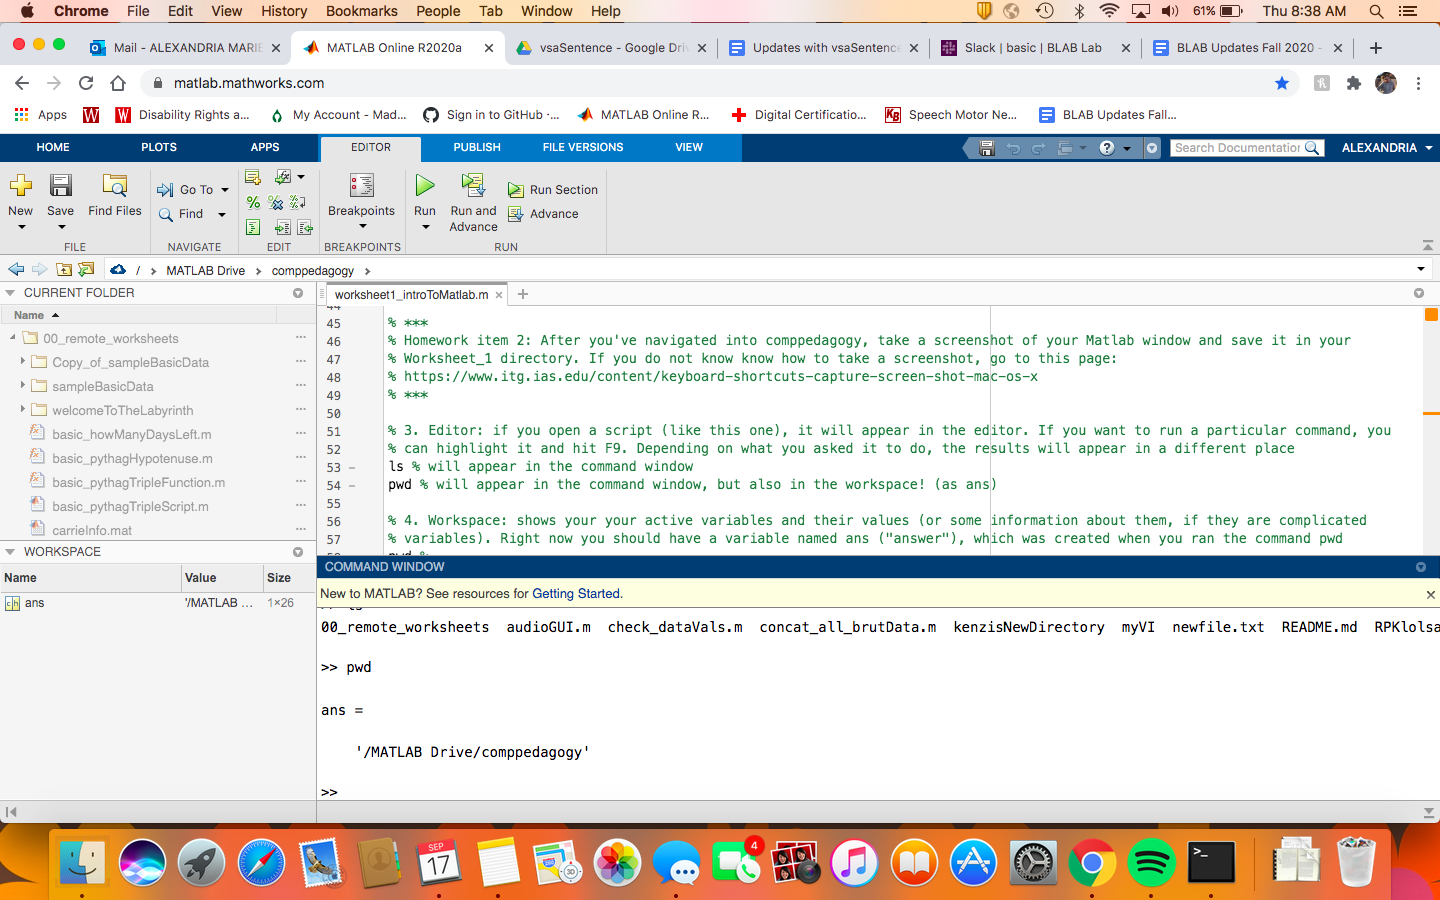 Chrome File Edit View History Bookmarks People Tab Window Help 61% Thu 8:38 AM
Mail - ALEXANDRIA MARIE
MATLAB Online R2020a
vsaSentence - Google Driv
Updates with vsaSentence
Slack | basic | BLAB Lab
BLAB Updates Fall 2020 -
matlab.mathworks.com
Apps
Disability Rights a...
My Account - Mad...
Sign in to GitHub ·...
MATLAB Online R...
Digital Certificatio...
Speech Motor Ne...
BLAB Updates Fall...
HOME PLOTS APPS EDITOR PUBLISH FILE VERSIONS VIEW
Search Documentation
ALEXANDRIA
New
Save
Find Files
FILE
Go To
Find
NAVIGATE
EDIT
Breakpoints
BREAKPOINTS
Run
Run and
Advance
Run Section
Advance
RUN
/ › MATLAB Drive › comppedagogy ›
CURRENT FOLDER
Name
00_remote_worksheets
Copy_of_sampleBasicData
sampleBasicData
welcomeToTheLabyrinth
basic_howManyDaysLeft.m
basic_pythagHypotenuse.m
basic_pythagTripleFunction.m
basic_pythagTripleScript.m
carrieInfo.mat
WORKSPACE
Name Value Size
ans '/MATLAB ... 1×26
worksheet1_introToMatlab.m
45 % ***
46 % Homework item 2: After you've navigated into comppedagogy, take a screenshot of your Matlab window and save it in your
47 % Worksheet_1 directory. If you do not know know how to take a screenshot, go to this page:
48 % https://www.itg.ias.edu/content/keyboard-shortcuts-capture-screen-shot-mac-os-x
49 % ***
50
51 % 3. Editor: if you open a script (like this one), it will appear in the editor. If you want to run a particular command, you
52 % can highlight it and hit F9. Depending on what you asked it to do, the results will appear in a different place
53 – ls % will appear in the command window
54 – pwd % will appear in the command window, but also in the workspace! (as ans)
55
56 % 4. Workspace: shows your your active variables and their values (or some information about them, if they are complicated
57 % variables). Right now you should have a variable named ans ("answer"), which was created when you ran the command pwd
COMMAND WINDOW
New to MATLAB? See resources for Getting Started.
00_remote_worksheets audioGUI.m check_dataVals.m concat_all_brutData.m kenzisNewDirectory myVI newfile.txt README.md RPKlolsa
>> pwd
ans =
'/MATLAB Drive/comppedagogy'
>>
SEP
17
3D
4
>_